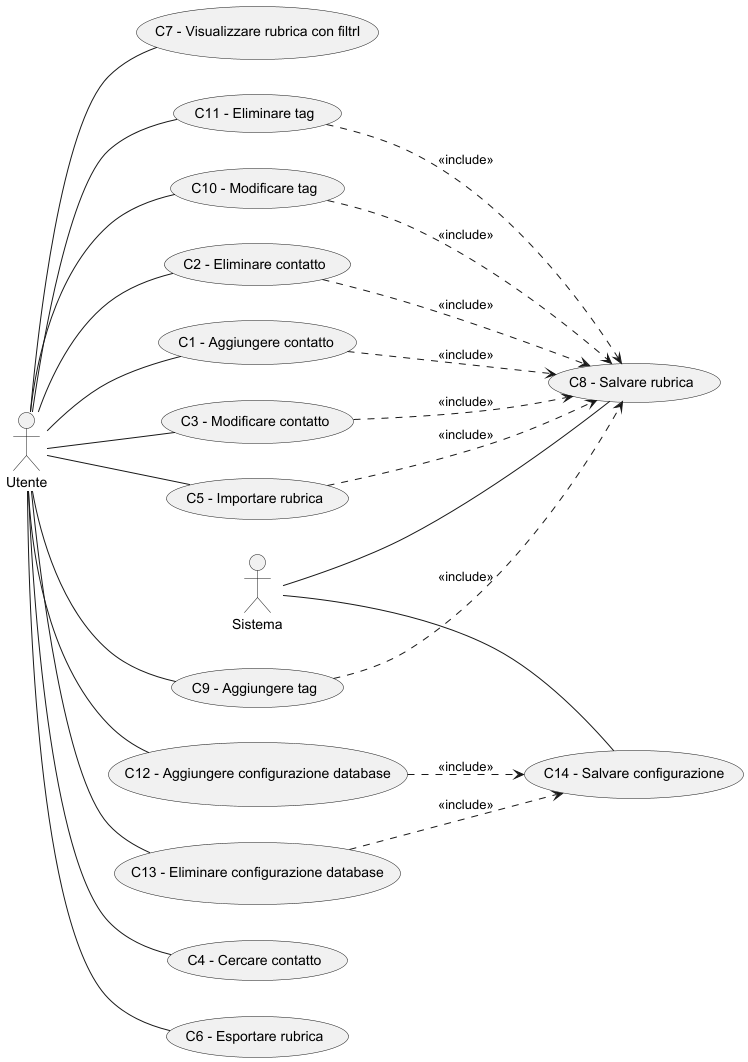 C7 - Visualizzare rubrica con filtrI
C11 - Eliminare tag
«include»
C10 - Modificare tag
«include»
C2 - Eliminare contatto
«include»
C1 - Aggiungere contatto
«include»
C8 - Salvare rubrica
«include»
C3 - Modificare contatto
«include»
Utente
C5 - Importare rubrica
«include»
Sistema
C9 - Aggiungere tag
«include»
C12 - Aggiungere configurazione database
C14 - Salvare configurazione
«include»
C13 - Eliminare configurazione database
C4 - Cercare contatto
C6 - Esportare rubrica